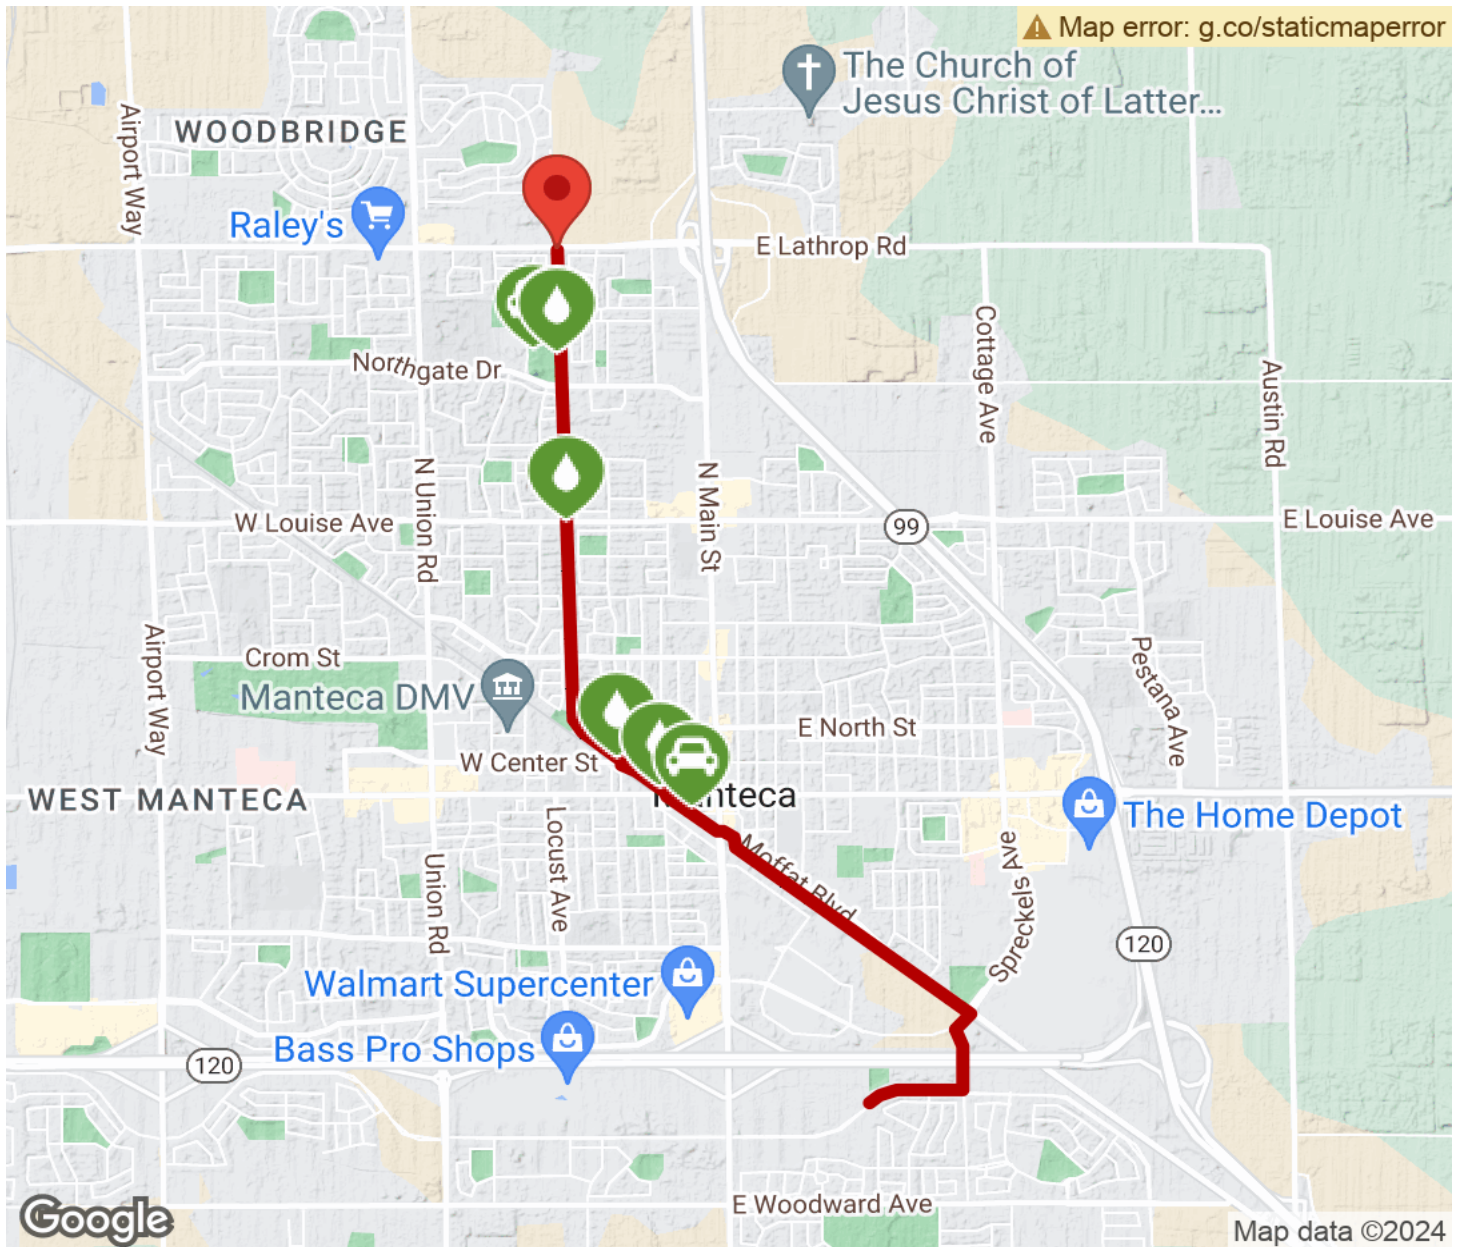 Map error: g.co/staticmaperror
The Church of
Jesus Christ of Latter...
WOODBRIDGE
Airport Way
Raley's
E Lathrop Rd
Cottage Ave
Northgate Dr
Austin Rd
N Union Rd
N Main St
W Louise Ave
99
E Louise Ave
Airport Way
Crom St
Pestana Ave
Manteca DMV
E North St
W Center St
WEST MANTECA
Manteca
The Home Depot
Locust Ave
Moffat Blvd
Spreckels Ave
Union Rd
120
Walmart Supercenter
Bass Pro Shops
120
E Woodward Ave
Google
Map data ©2024